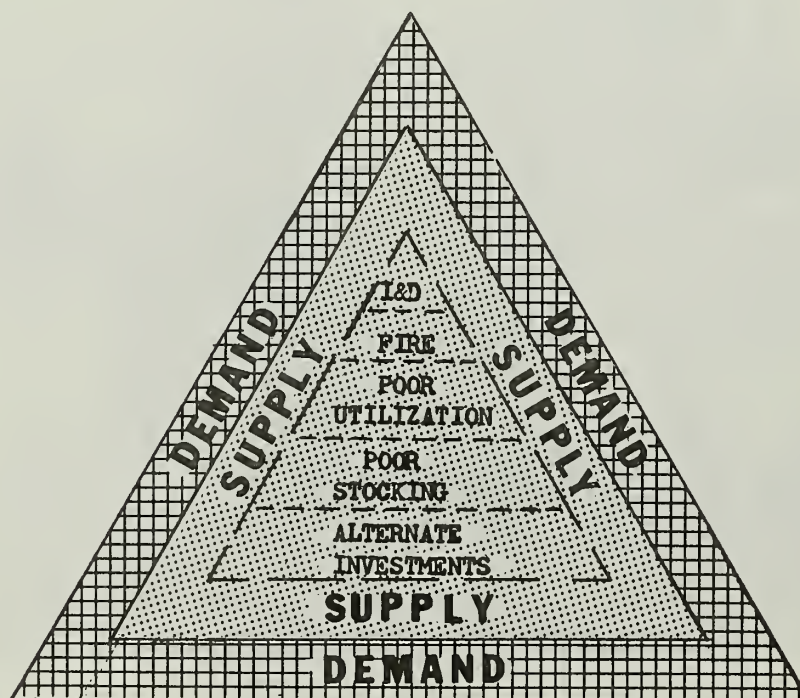 I&D
FIRE
POOR
UTILIZATION
POOR
STOCKING
ALTERNATE
INVESTMENTS
SUPPLY
SUPPLY
SUPPLY
DEMAND
DEMAND
DEMAND